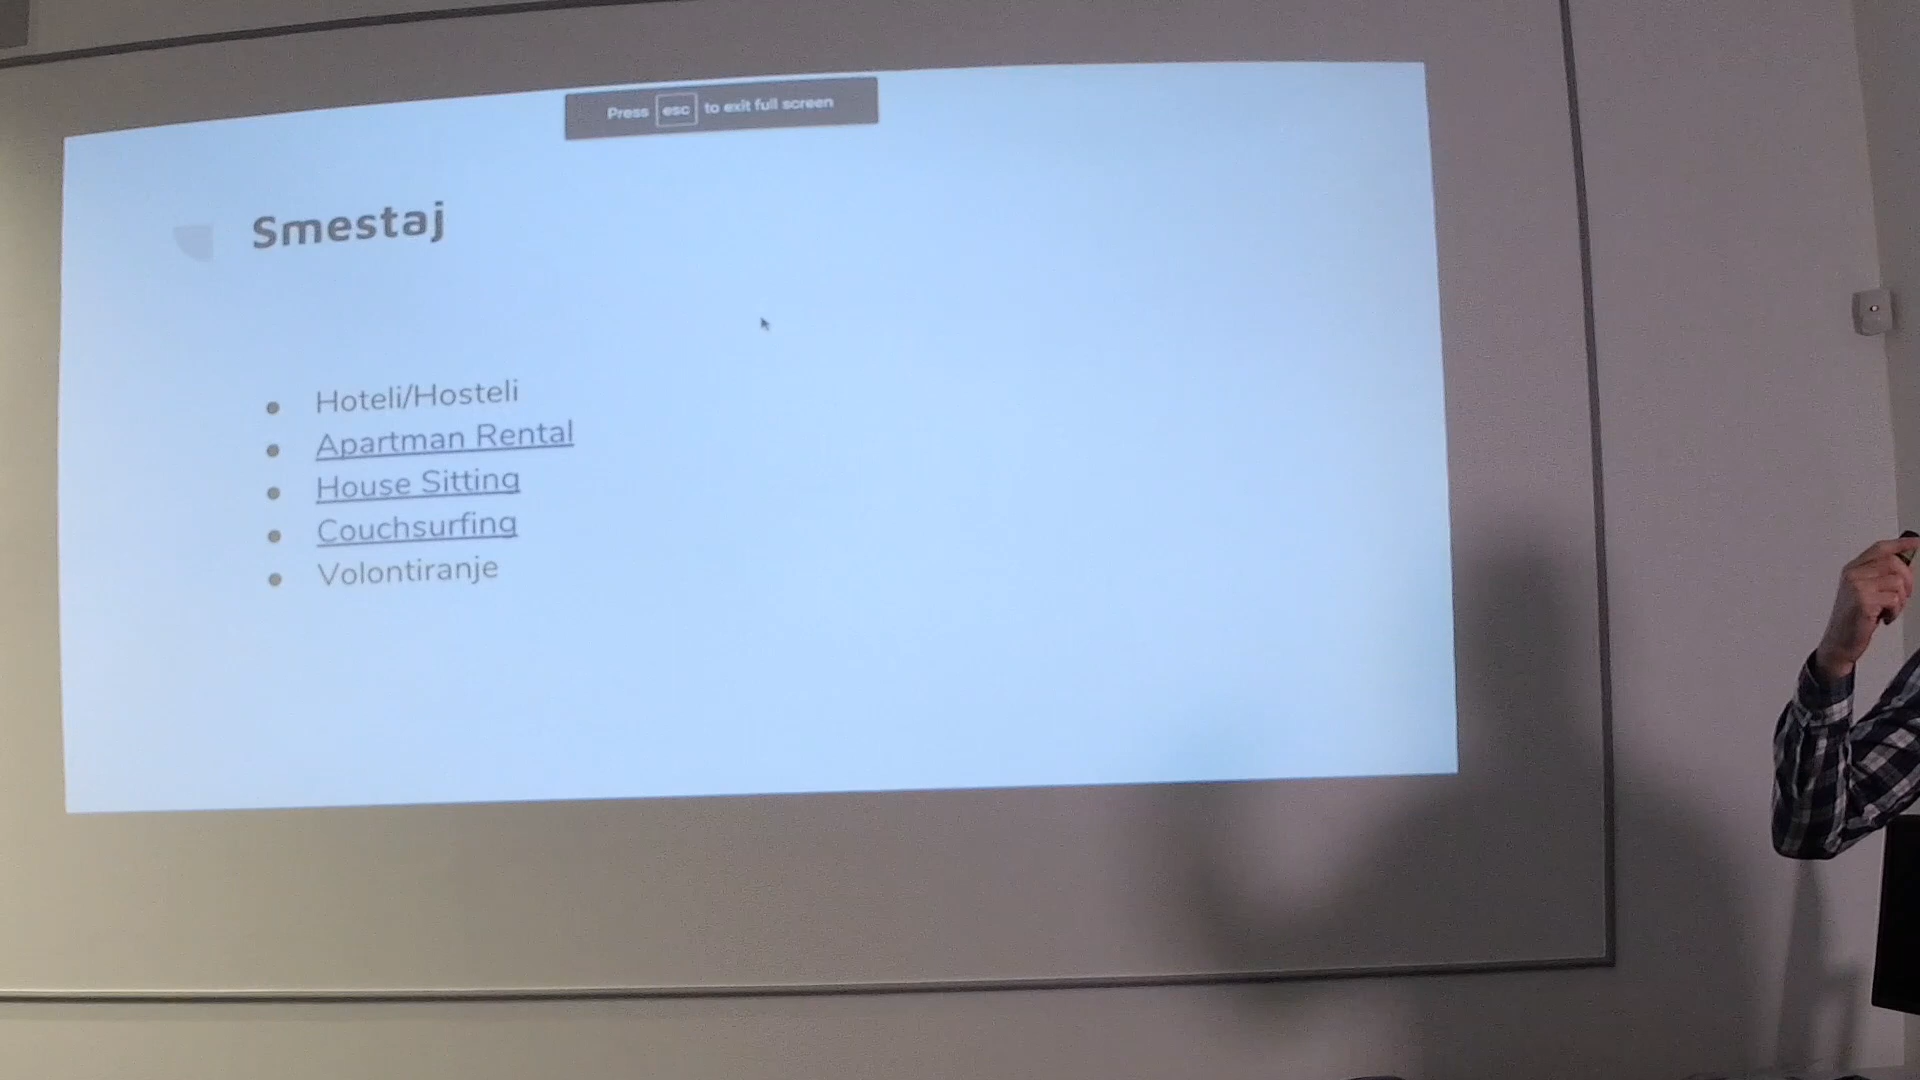 Press esc to exit full screen
Smestaj
Hoteli/Hosteli
Apartman Rental
House Sitting
Couchsurfing
Volontiranje